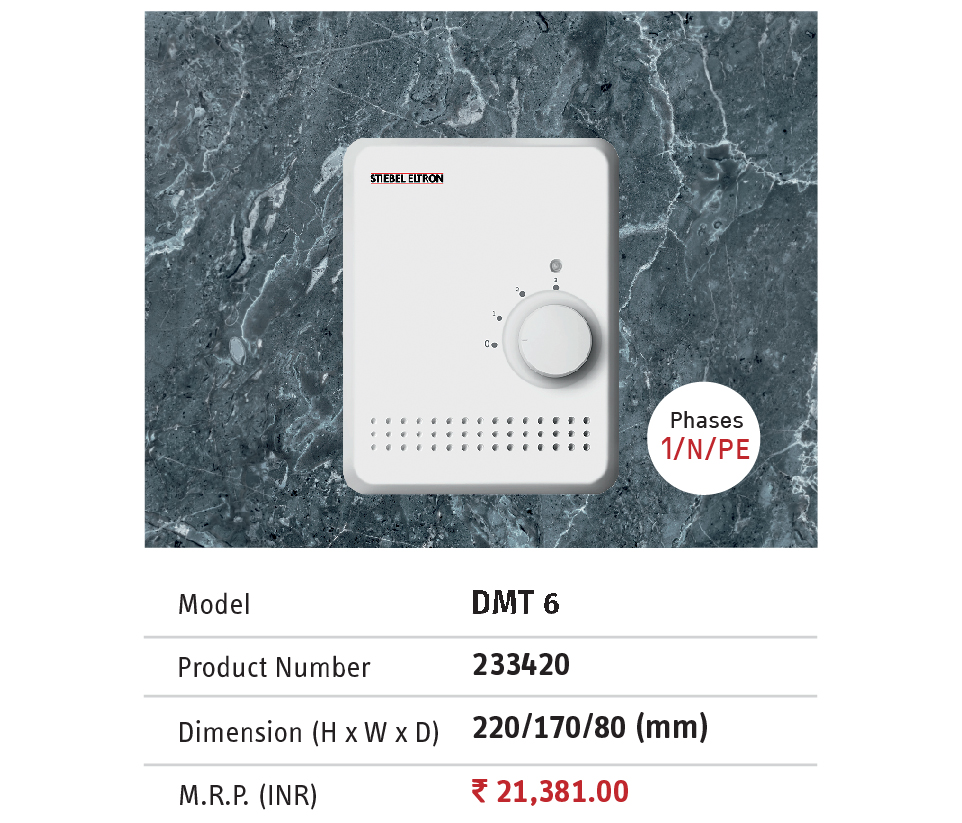 STIEBEL ELTRON
3
2
1
0
Phases
1/N/PE
Model DMT 6
Product Number 233420
Dimension (H x W x D) 220/170/80 (mm)
M.R.P. (INR) ₹ 21,381.00